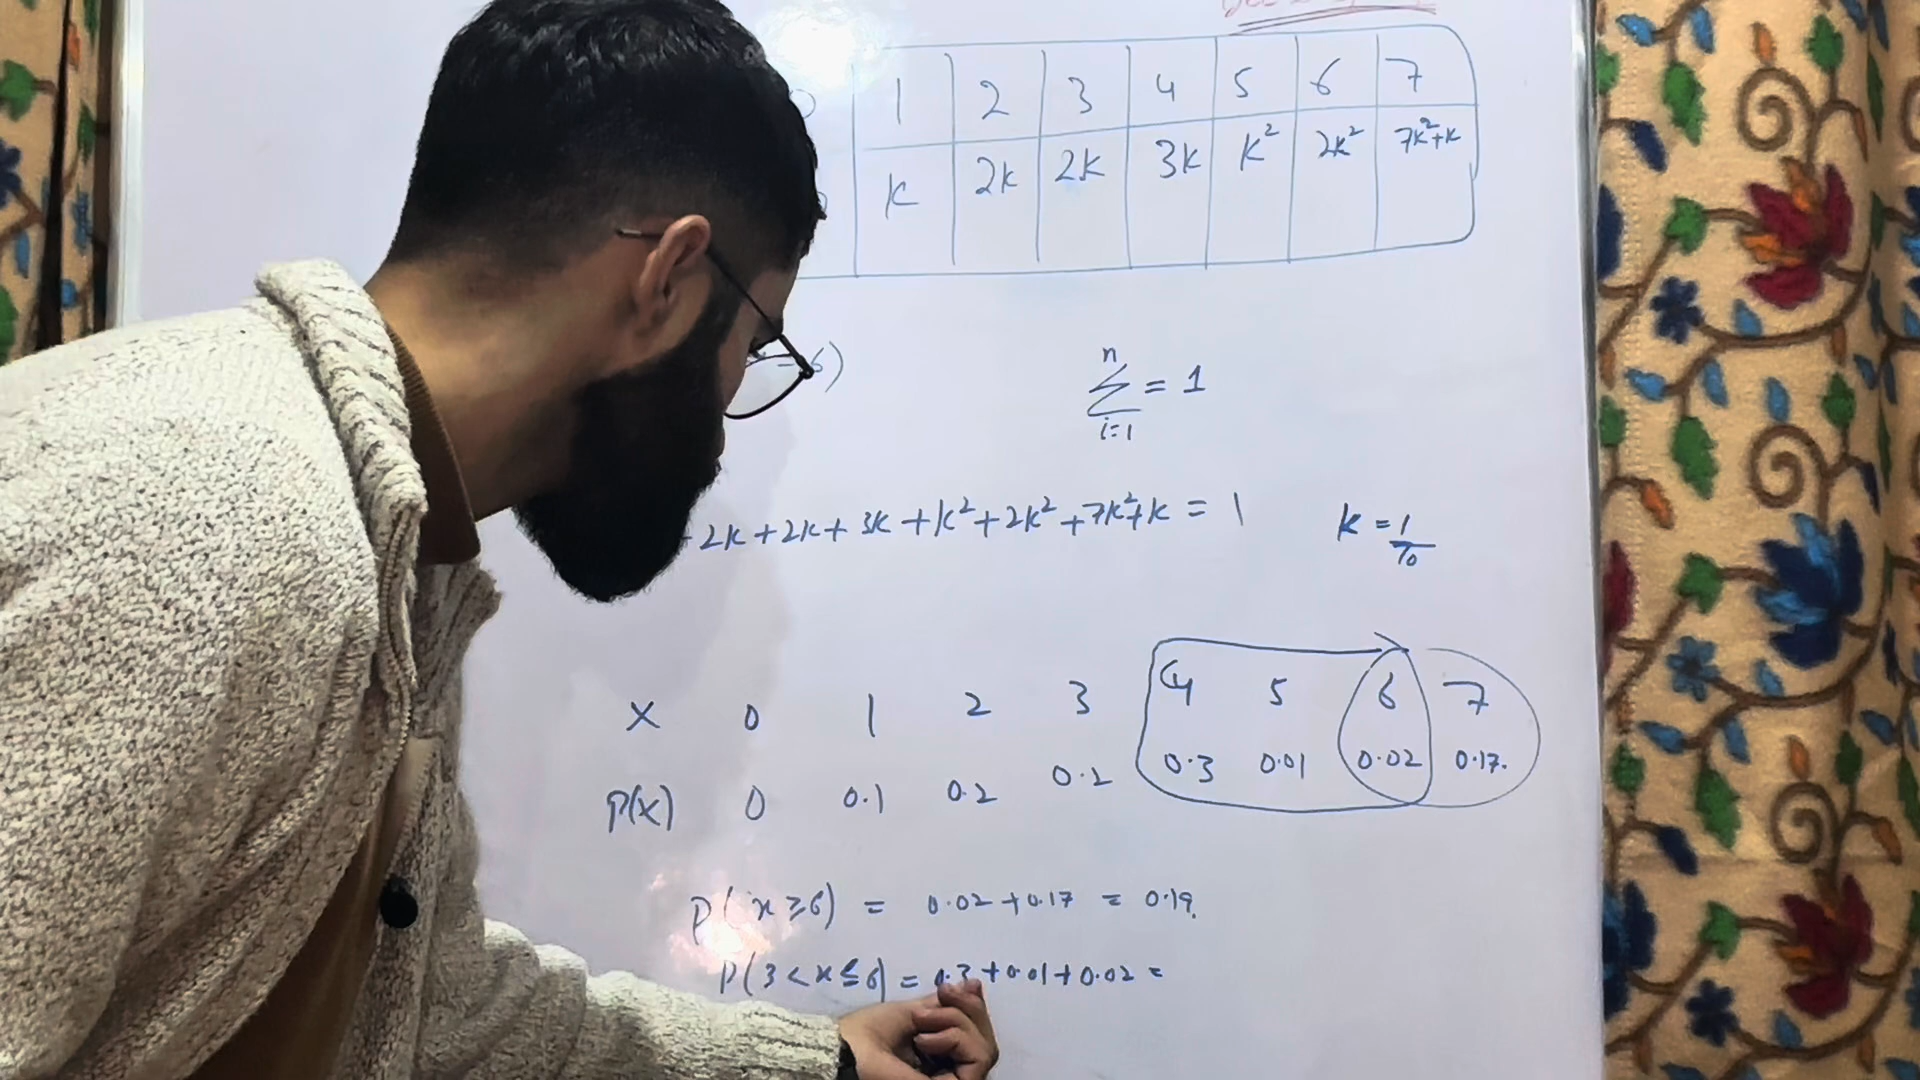 1 2 3 4 5 6 7
k 2k 2k 3k k² 2k² 7k²+k
6)
n
Σ = 1
i=1
2k + 2k + 3k + k² + 2k² + 7k²+k = 1
k = 1/10
X 0 1 2 3 4 5 6 7
P(x) 0 0.1 0.2 0.2 0.3 0.01 0.02 0.17.
P(x ≥ 6) = 0.02 + 0.17 = 0.19.
P(3 < x ≤ 6) = 0.3 + 0.01 + 0.02 =